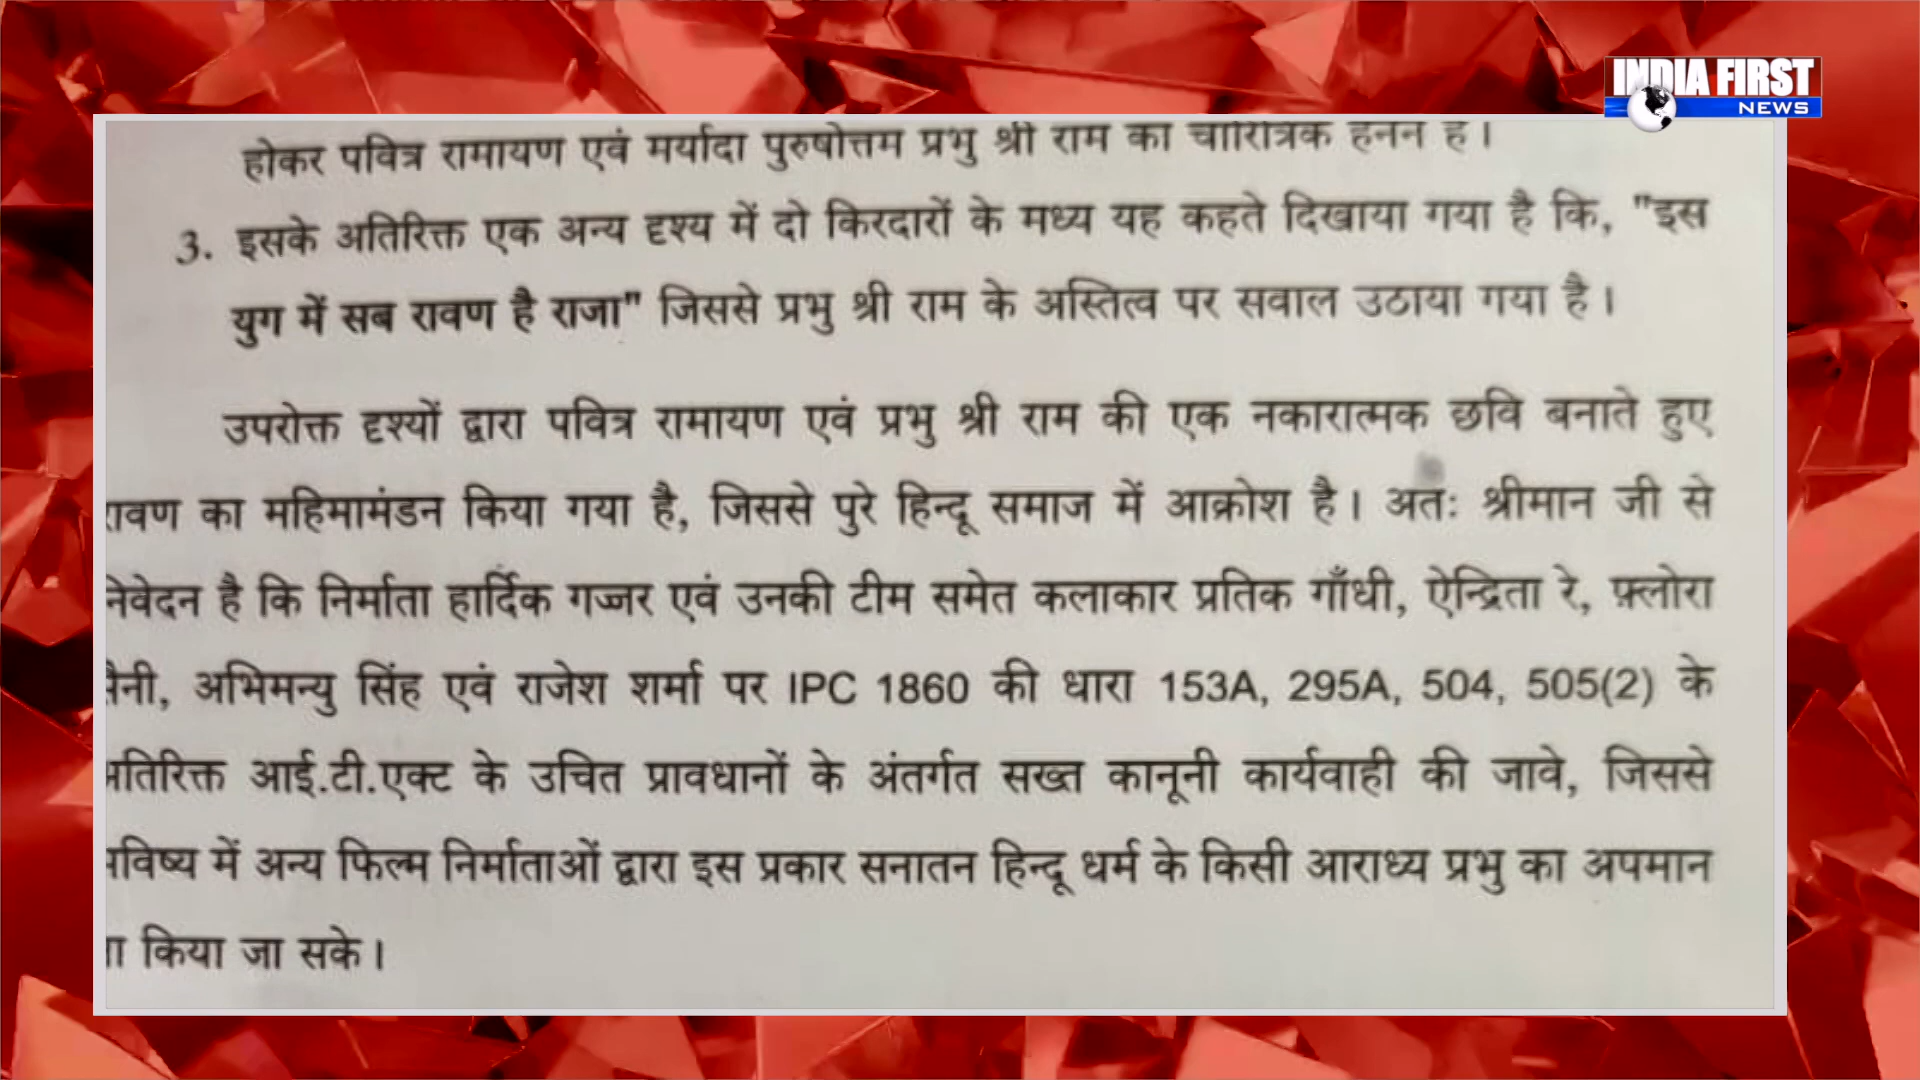 INDIA FIRST
NEWS
होकर पवित्र रामायण एवं मर्यादा पुरुषोत्तम प्रभु श्री राम का चारित्रिक हनन है।
3. इसके अतिरिक्त एक अन्य दृश्य में दो किरदारों के मध्य यह कहते दिखाया गया है कि, "इस
युग में सब रावण है राजा" जिससे प्रभु श्री राम के अस्तित्व पर सवाल उठाया गया है।
उपरोक्त दृश्यों द्वारा पवित्र रामायण एवं प्रभु श्री राम की एक नकारात्मक छवि बनाते हुए
रावण का महिमामंडन किया गया है, जिससे पुरे हिन्दू समाज में आक्रोश है। अतः श्रीमान जी से
निवेदन है कि निर्माता हार्दिक गज्जर एवं उनकी टीम समेत कलाकार प्रतिक गाँधी, ऐन्द्रिता रे, फ़्लोरा
सैनी, अभिमन्यु सिंह एवं राजेश शर्मा पर IPC 1860 की धारा 153A, 295A, 504, 505(2) के
अतिरिक्त आई.टी.एक्ट के उचित प्रावधानों के अंतर्गत सख्त कानूनी कार्यवाही की जावे, जिससे
भविष्य में अन्य फिल्म निर्माताओं द्वारा इस प्रकार सनातन हिन्दू धर्म के किसी आराध्य प्रभु का अपमान
ना किया जा सके।